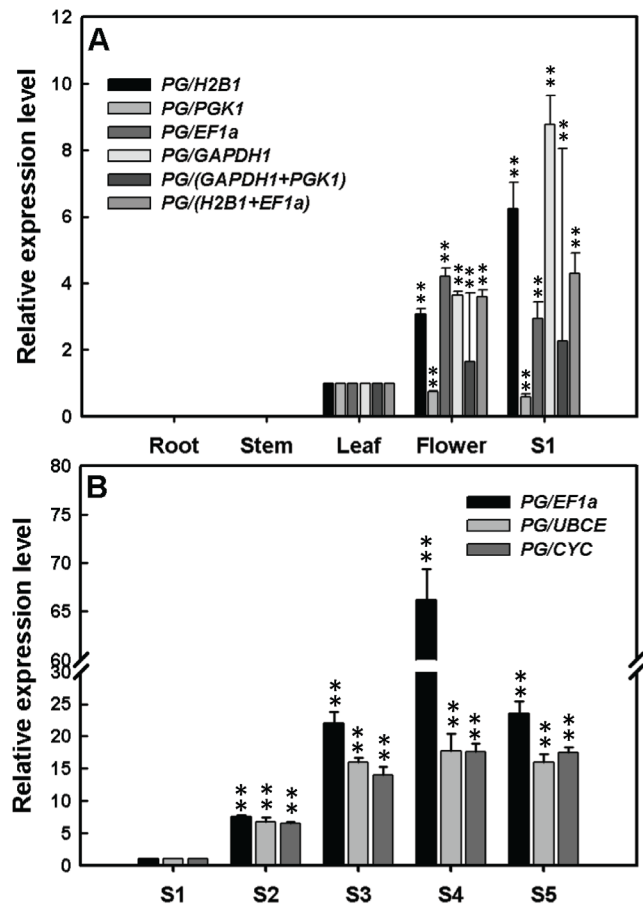 A
Relative expression level
12
10
8
6
4
2
0
PG/H2B1
PG/PGK1
PG/EF1a
PG/GAPDH1
PG/(GAPDH1+PGK1)
PG/(H2B1+EF1a)
** ** ** ** ** **
** ** ** ** ** **
Root Stem Leaf Flower S1
B
Relative expression level
80
75
70
65
60
30
25
20
15
10
5
0
PG/EF1a
PG/UBCE
PG/CYC
** ** **
** ** **
** ** **
** ** **
S1 S2 S3 S4 S5